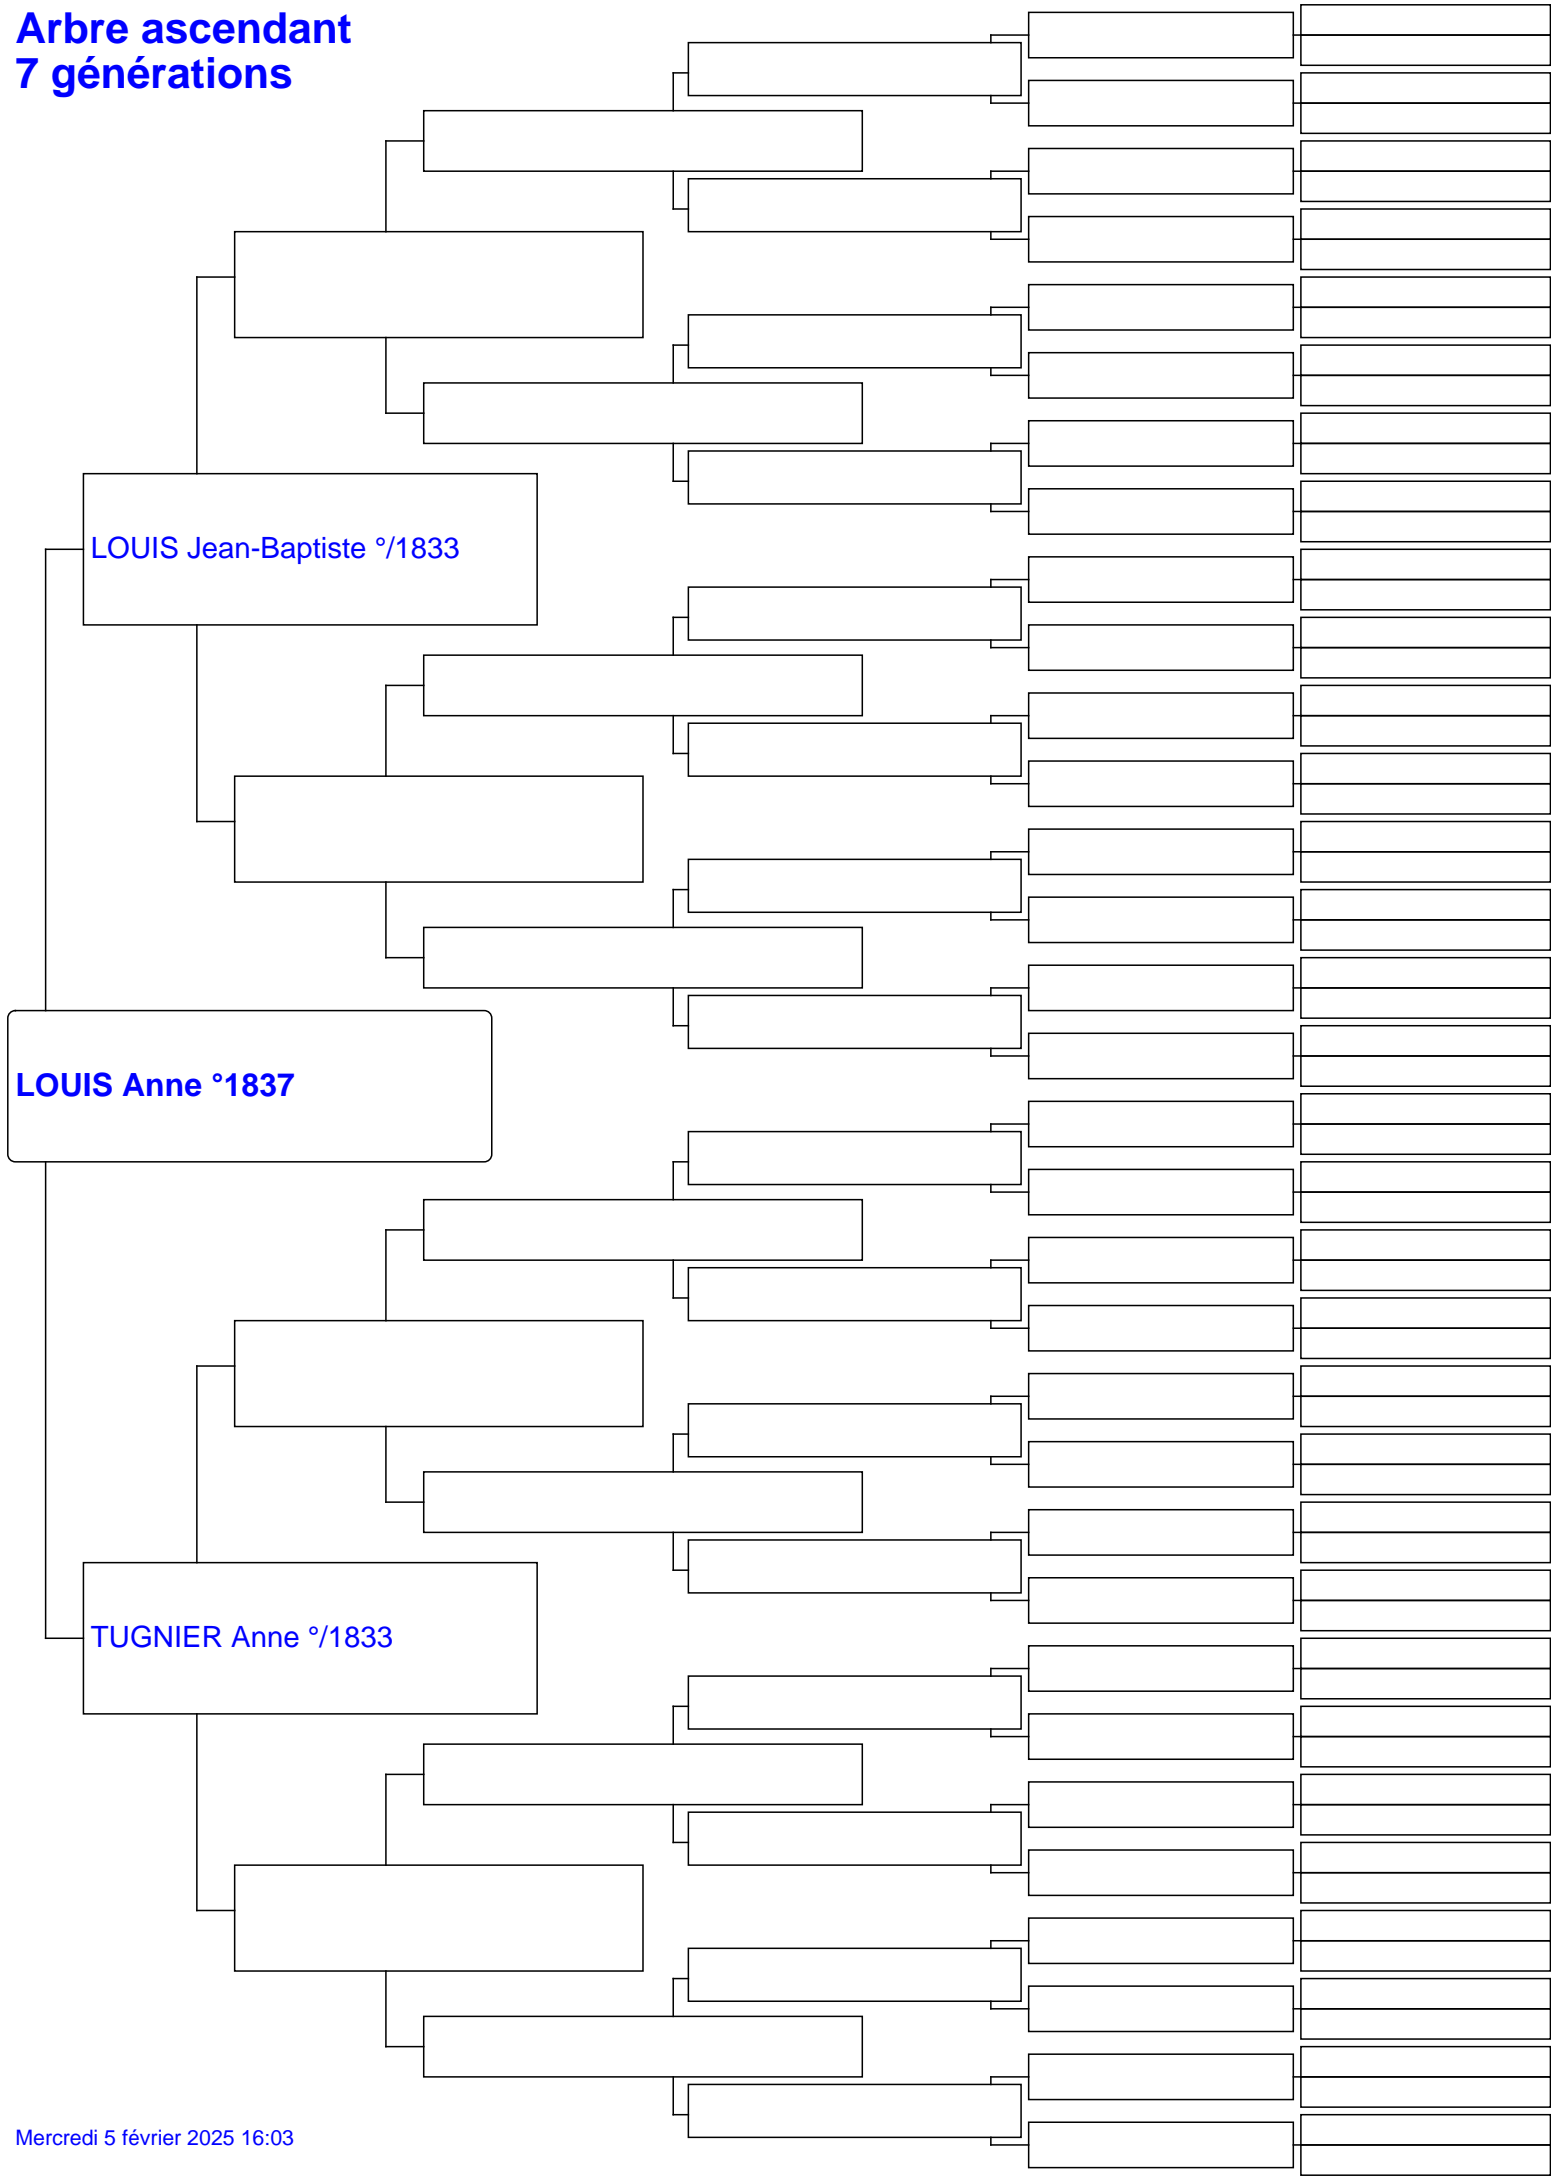 Arbre ascendant
7 générations
LOUIS Jean-Baptiste °/1833
LOUIS Anne °1837
TUGNIER Anne °/1833
Mercredi 5 février 2025 16:03